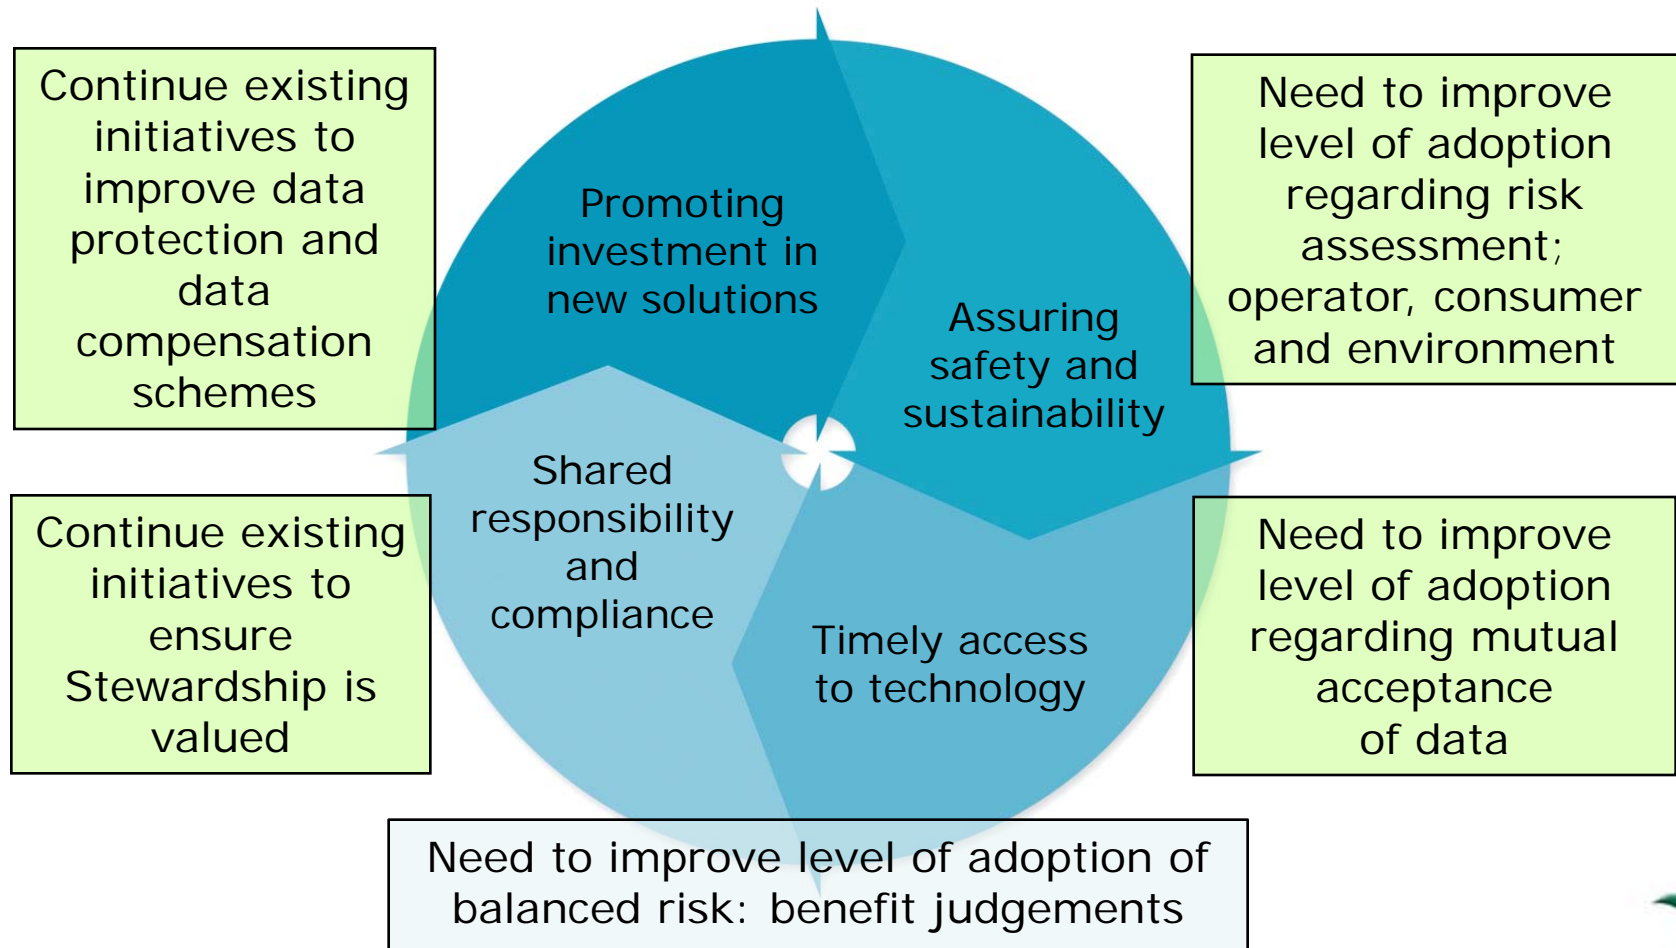 Continue existing
initiatives to
improve data
protection and
data
compensation
schemes
Promoting
investment in
new solutions
Need to improve
level of adoption
regarding risk
assessment;
operator, consumer
and environment
Assuring
safety and
sustainability
Continue existing
initiatives to
ensure
Stewardship is
valued
Shared
responsibility
and
compliance
Timely access
to technology
Need to improve
level of adoption
regarding mutual
acceptance
of data
Need to improve level of adoption of
balanced risk: benefit judgements